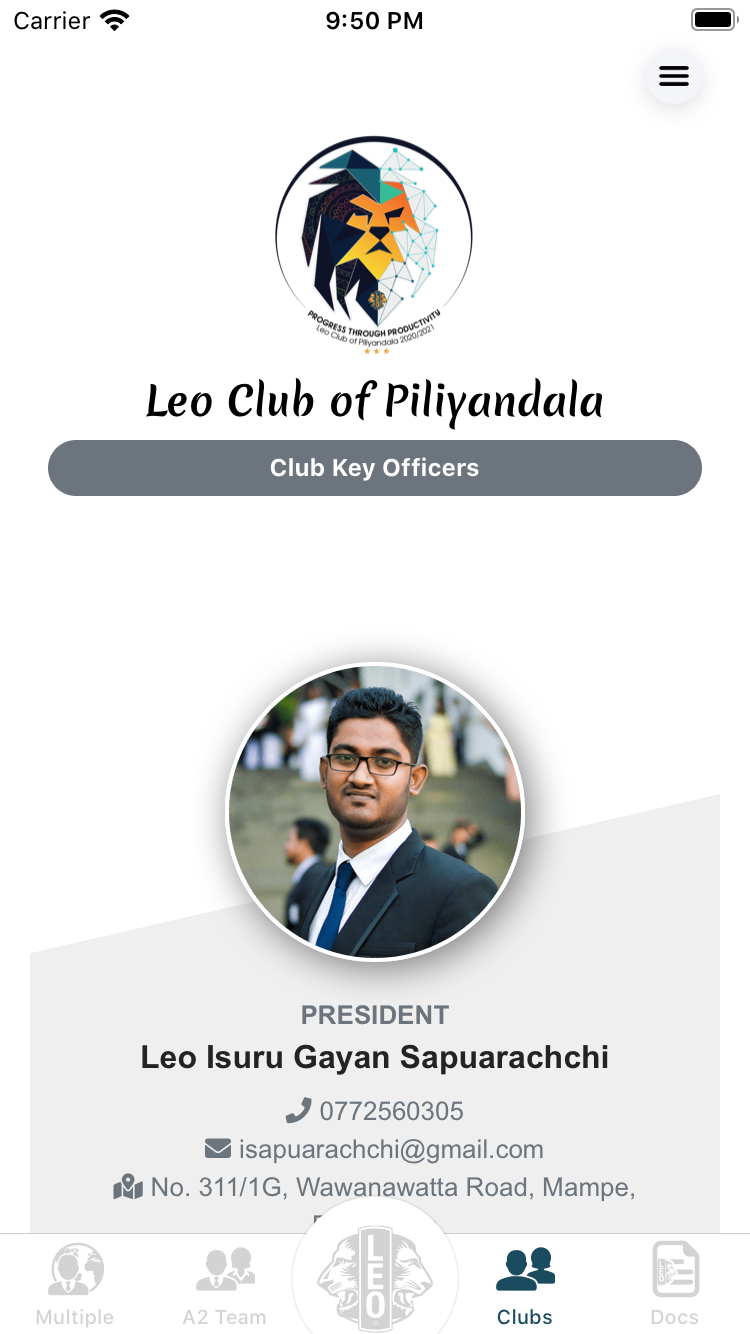 Carrier 9:50 PM
PROGRESS THROUGH PRODUCTIVITY
Leo Club of Piliyandala 2020/2021
Leo Club of Piliyandala
Club Key Officers
PRESIDENT
Leo Isuru Gayan Sapuarachchi
0772560305
isapuarachchi@gmail.com
No. 311/1G, Wawanawatta Road, Mampe,
LEO
LEO
Multiple A2 Team Clubs Docs